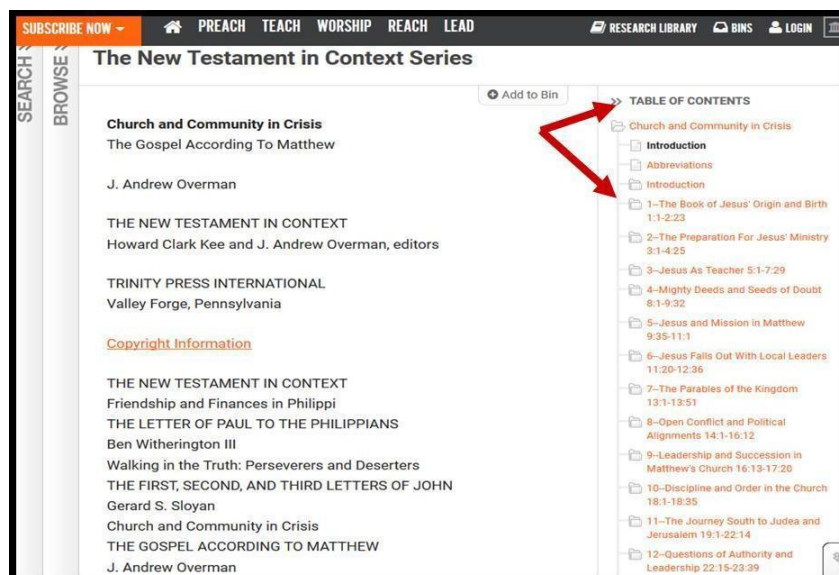 SUBSCRIBE NOW
PREACH TEACH WORSHIP REACH LEAD
RESEARCH LIBRARY BINS LOGIN
SEARCH
BROWSE
The New Testament in Context Series
Add to Bin
Church and Community in Crisis
The Gospel According To Matthew
J. Andrew Overman
THE NEW TESTAMENT IN CONTEXT
Howard Clark Kee and J. Andrew Overman, editors
TRINITY PRESS INTERNATIONAL
Valley Forge, Pennsylvania
Copyright Information
THE NEW TESTAMENT IN CONTEXT
Friendship and Finances in Philippi
THE LETTER OF PAUL TO THE PHILIPPIANS
Ben Witherington III
Walking in the Truth: Perseverers and Deserters
THE FIRST, SECOND, AND THIRD LETTERS OF JOHN
Gerard S. Sloyan
Church and Community in Crisis
THE GOSPEL ACCORDING TO MATTHEW
J. Andrew Overman
TABLE OF CONTENTS
Church and Community in Crisis
Introduction
Abbreviations
Introduction
1--The Book of Jesus' Origin and Birth
1:1-2:23
2--The Preparation For Jesus' Ministry
3:1-4:25
3--Jesus As Teacher 5:1-7:29
4--Mighty Deeds and Seeds of Doubt
8:1-9:32
5--Jesus and Mission in Matthew
9:35-11:1
6--Jesus Falls Out With Local Leaders
11:20-12:36
7--The Parables of the Kingdom
13:1-13:51
8--Open Conflict and Political
Alignments 14:1-16:12
9--Leadership and Succession in
Matthew's Church 16:13-17:20
10--Discipline and Order in the Church
18:1-18:35
11--The Journey South to Judea and
Jerusalem 19:1-22:14
12--Questions of Authority and
Leadership 22:15-23:39